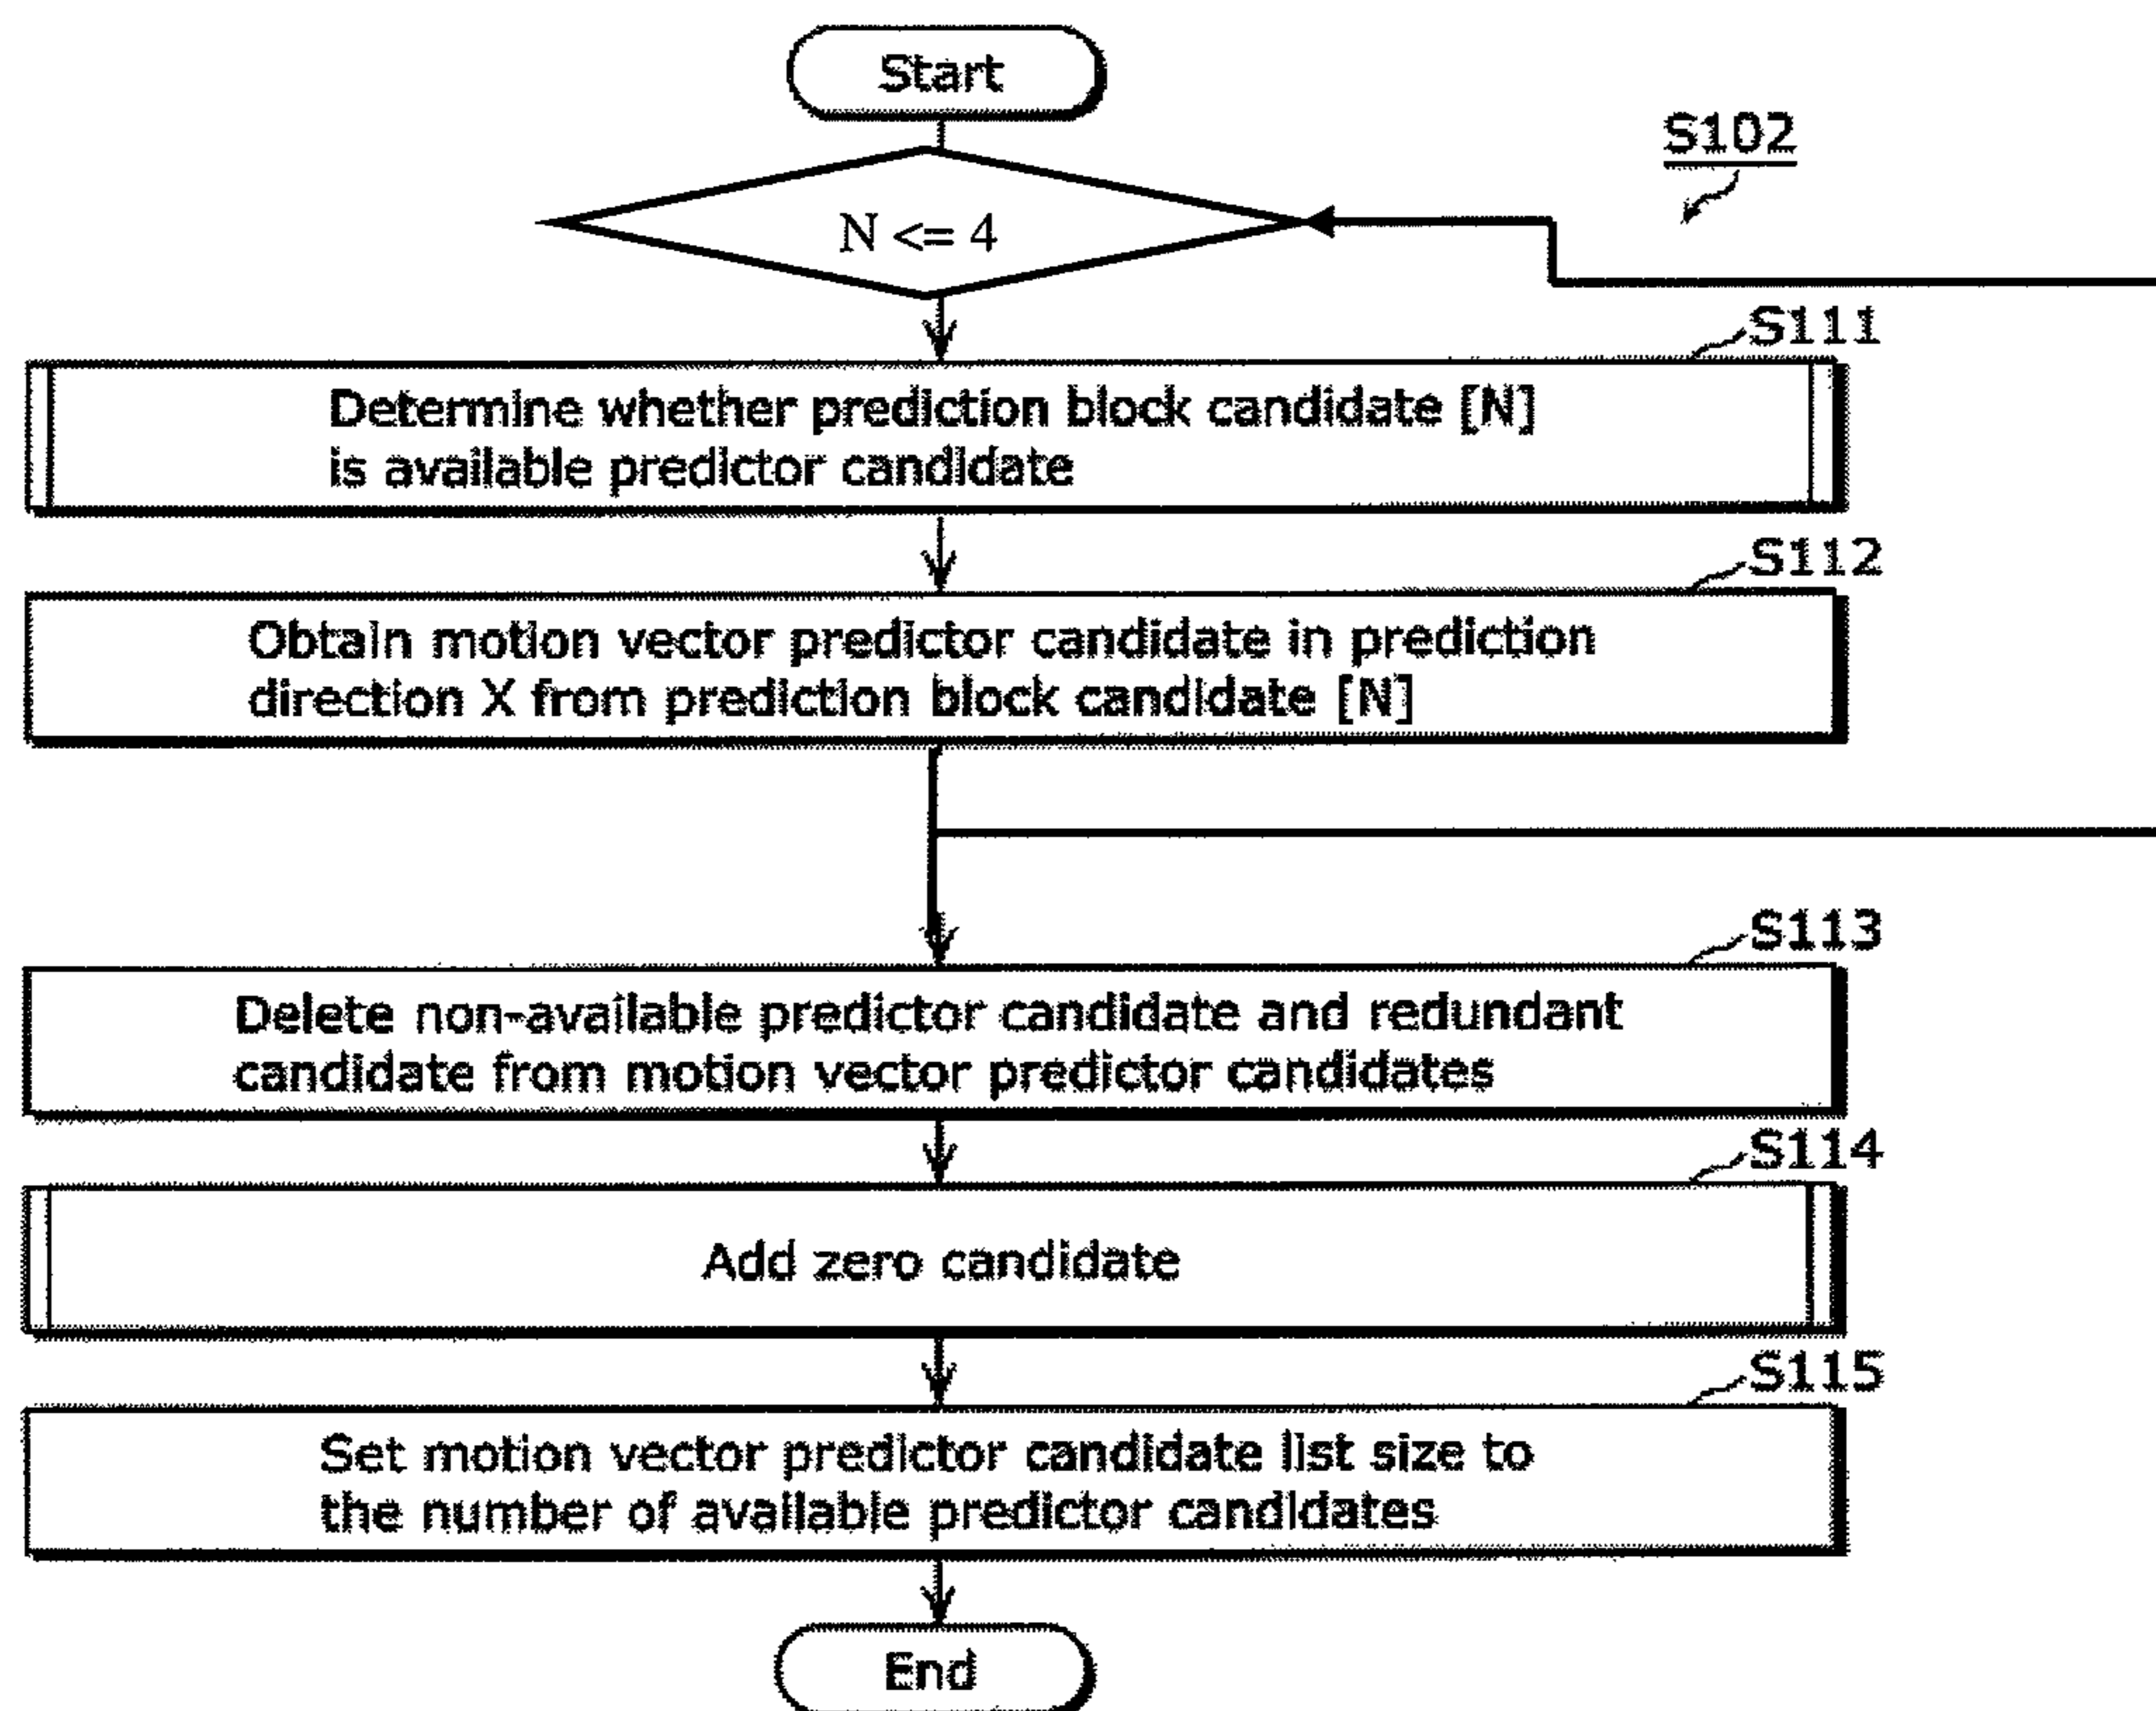 Start
S102
N <= 4
S111
Determine whether prediction block candidate [N]
is available predictor candidate
S112
Obtain motion vector predictor candidate in prediction
direction X from prediction block candidate [N]
S113
Delete non-available predictor candidate and redundant
candidate from motion vector predictor candidates
S114
Add zero candidate
S115
Set motion vector predictor candidate list size to
the number of available predictor candidates
End